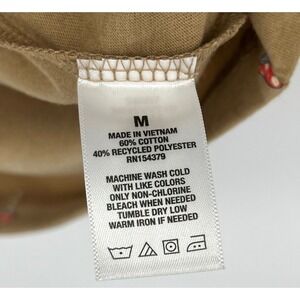 M
MADE IN VIETNAM
60% COTTON
40% RECYCLED POLYESTER
RN154379
MACHINE WASH COLD
WITH LIKE COLORS
ONLY NON-CHLORINE
BLEACH WHEN NEEDED
TUMBLE DRY LOW
WARM IRON IF NEEDED